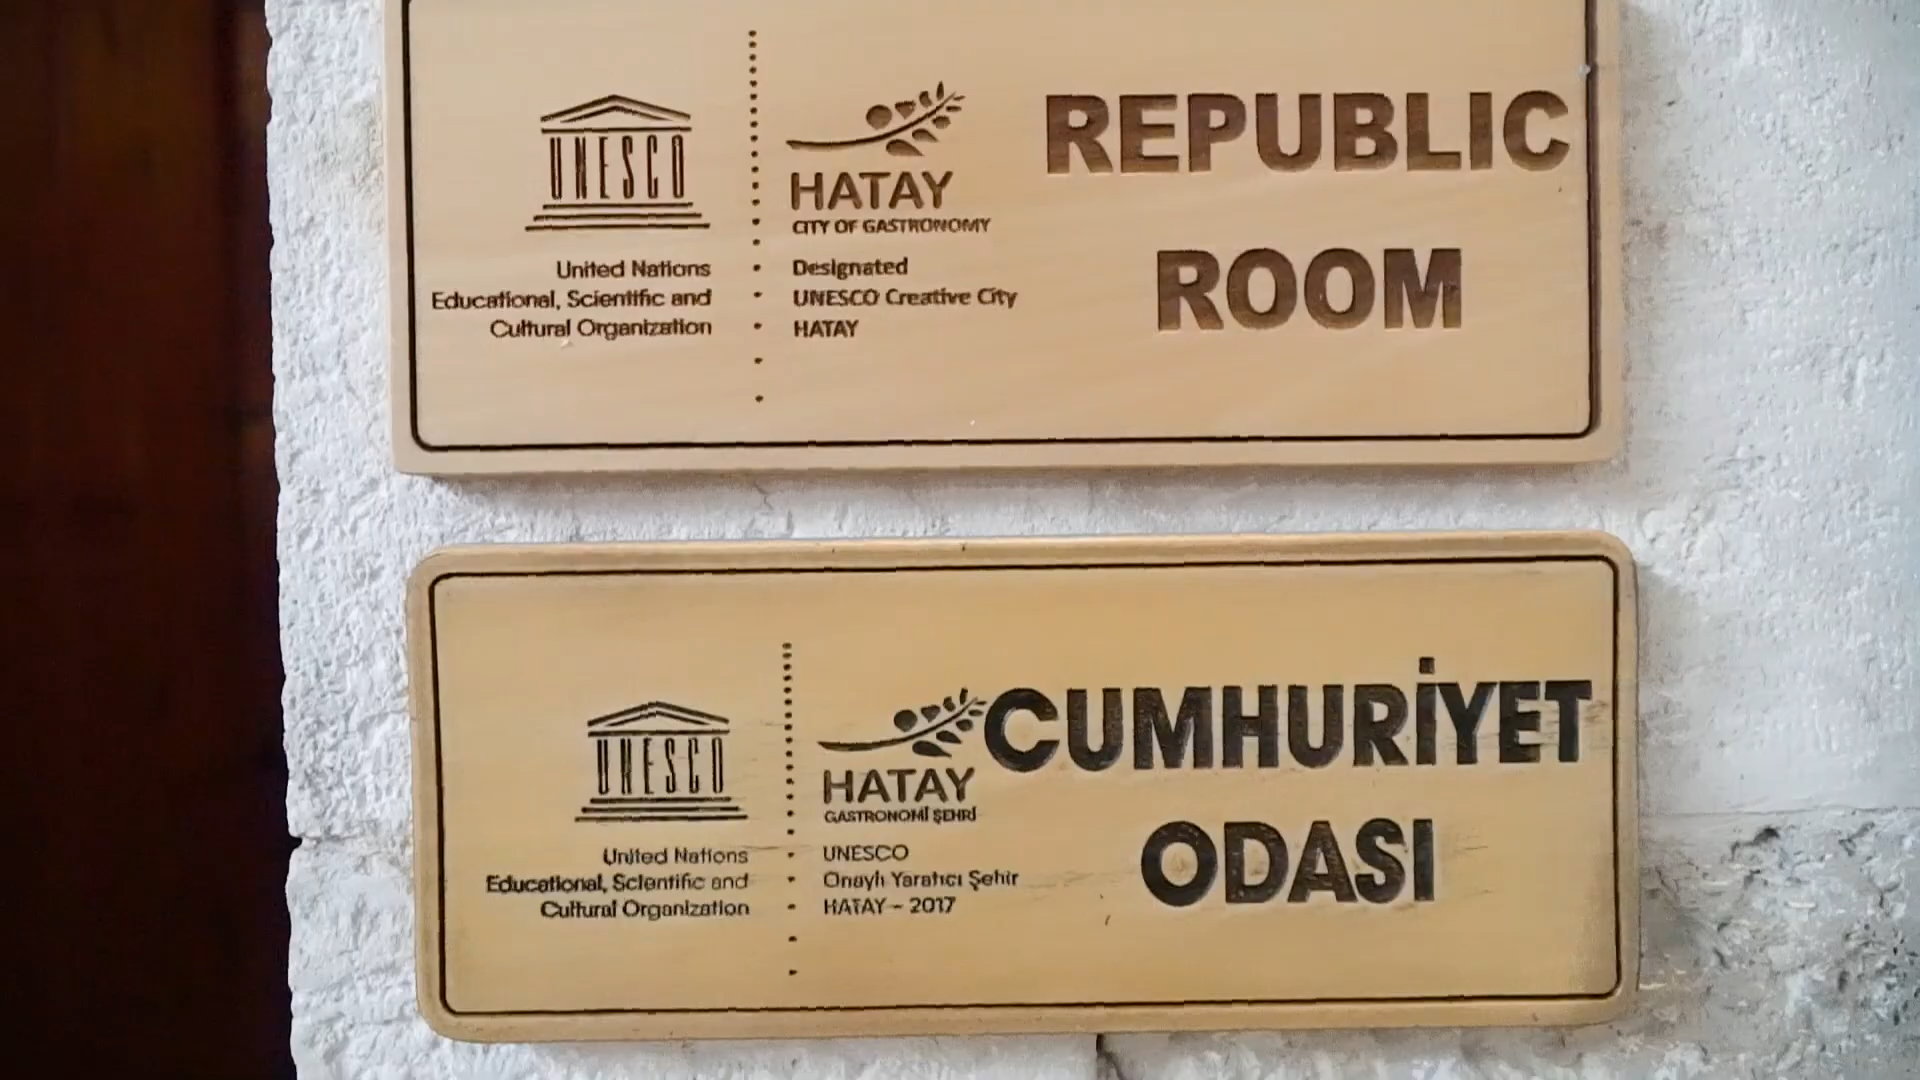 UNESCO
United Nations
Educational, Scientific and
Cultural Organization
HATAY
CITY OF GASTRONOMY
Designated
UNESCO Creative City
HATAY
REPUBLIC
ROOM
UNESCO
United Nations
Educational, Scientific and
Cultural Organization
HATAY
GASTRONOMİ ŞEHRİ
UNESCO
Onaylı Yaratıcı Şehir
HATAY - 2017
CUMHURİYET
ODASI